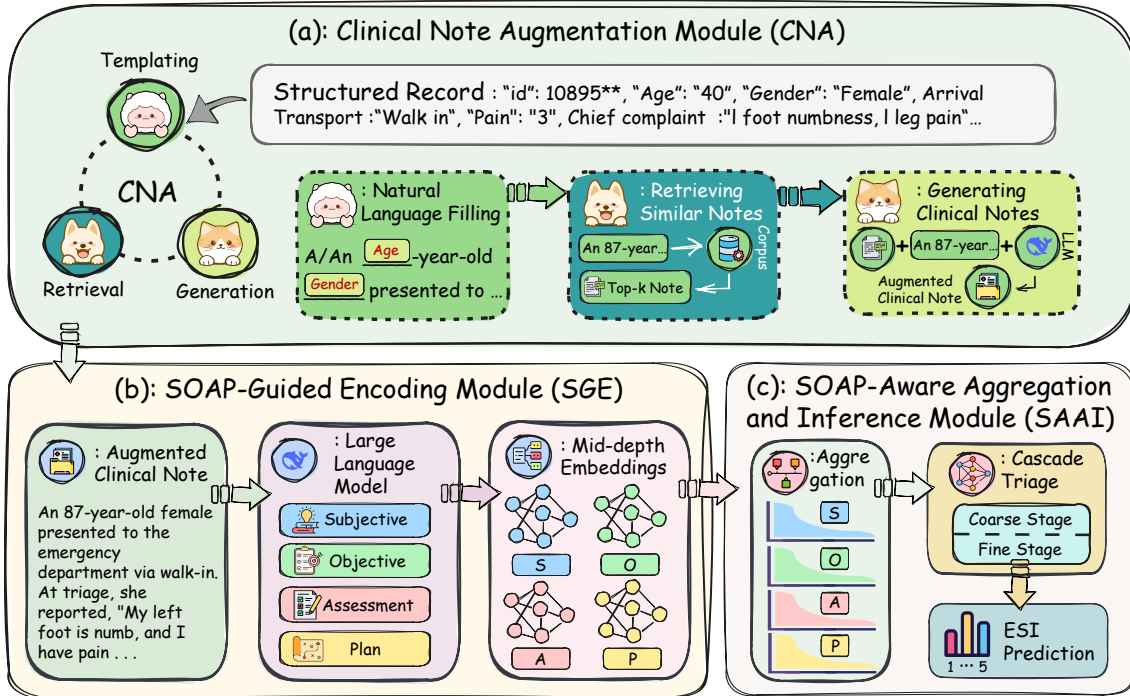 (a): Clinical Note Augmentation Module (CNA)
Templating
CNA
Retrieval
Generation
Structured Record : “id”: 10895**, “Age”: “40”, “Gender”: “Female”, Arrival
Transport :“Walk in“, “Pain": "3”, Chief complaint :"l foot numbness, l leg pain“…
: Natural
Language Filling
A/An Age-year-old
Gender presented to …
: Retrieving
Similar Notes
An 87-year…
Corpus
Top-k Note
: Generating
Clinical Notes
+ An 87-year… +
LLM
Augmented
Clinical Note
(b): SOAP-Guided Encoding Module (SGE)
: Augmented
Clinical Note
An 87-year-old female
presented to the
emergency
department via walk-in.
At triage, she
reported, "My left
foot is numb, and I
have pain . . .
: Large
Language
Model
Subjective
Objective
Assessment
Plan
: Mid-depth
Embeddings
S
O
A
P
(c): SOAP-Aware Aggregation
and Inference Module (SAAI)
:Aggre
gation
S
O
A
P
: Cascade
Triage
Coarse Stage
Fine Stage
1 … 5
ESI
Prediction